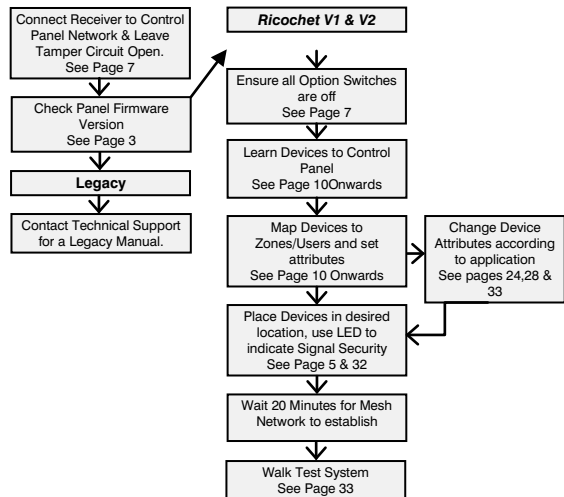 Connect Receiver to Control
Panel Network & Leave
Tamper Circuit Open.
See Page 7
Check Panel Firmware
Version
See Page 3
Legacy
Contact Technical Support
for a Legacy Manual.
Ricochet V1 & V2
Ensure all Option Switches
are off
See Page 7
Learn Devices to Control
Panel
See Page 10Onwards
Map Devices to
Zones/Users and set
attributes
See Page 10 Onwards
Change Device
Attributes according
to application
See pages 24,28 &
33
Place Devices in desired
location, use LED to
indicate Signal Security
See Page 5 & 32
Wait 20 Minutes for Mesh
Network to establish
Walk Test System
See Page 33